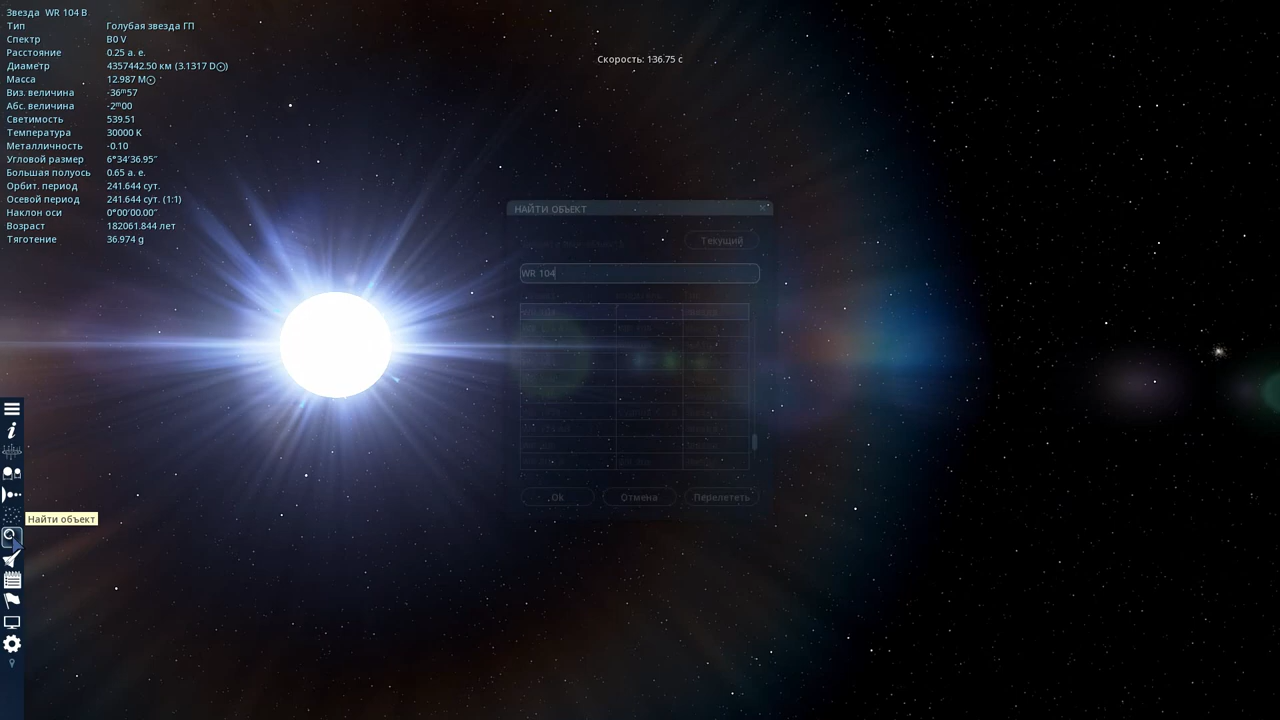 Звезда WR 104 B
Тип Голубая звезда ГП
Спектр B0 V
Расстояние 0.25 а. е.
Диаметр 4357442.50 км (3.1317 D☉)
Масса 12.987 M☉
Виз. величина -36ᵐ57
Абс. величина -2ᵐ00
Светимость 539.51
Температура 30000 K
Металличность -0.10
Угловой размер 6°34′36.95″
Большая полуось 0.65 а. е.
Орбит. период 241.644 сут.
Осевой период 241.644 сут. (1:1)
Наклон оси 0°00′00.00″
Возраст 182061.844 лет
Тяготение 36.974 g
Скорость: 136.75 c
НАЙТИ ОБЪЕКТ
Текущий
WR 104
Ok Отмена Перелететь
Найти объект